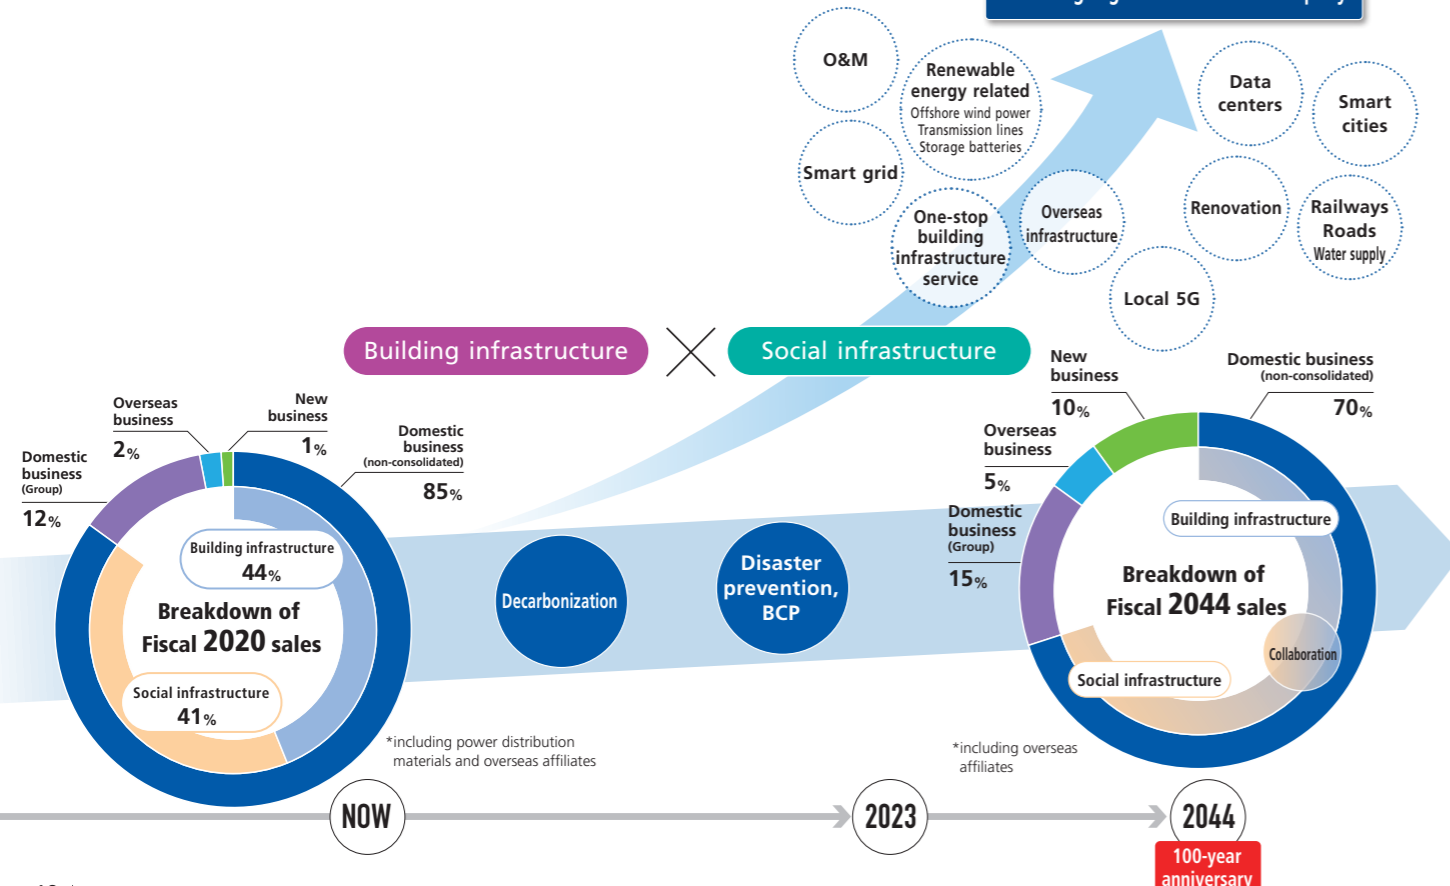 O&M
Renewable
energy related
Offshore wind power
Transmission lines
Storage batteries
Data
centers
Smart
cities
Smart grid
One-stop
building
infrastructure
service
Overseas
infrastructure
Renovation
Railways
Roads
Water supply
Local 5G
Building infrastructure
Social infrastructure
New
business
1%
Overseas
business
2%
Domestic
business
(Group)
12%
Domestic
business
(non-consolidated)
85%
Building infrastructure
44%
Breakdown of
Fiscal 2020 sales
Social infrastructure
41%
*including power distribution
materials and overseas affiliates
Decarbonization
Disaster
prevention,
BCP
New
business
10%
Overseas
business
5%
Domestic
business
(Group)
15%
Domestic business
(non-consolidated)
70%
Building infrastructure
Breakdown of
Fiscal 2044 sales
Collaboration
Social infrastructure
*including overseas
affiliates
NOW
2023
2044
100-year
anniversary